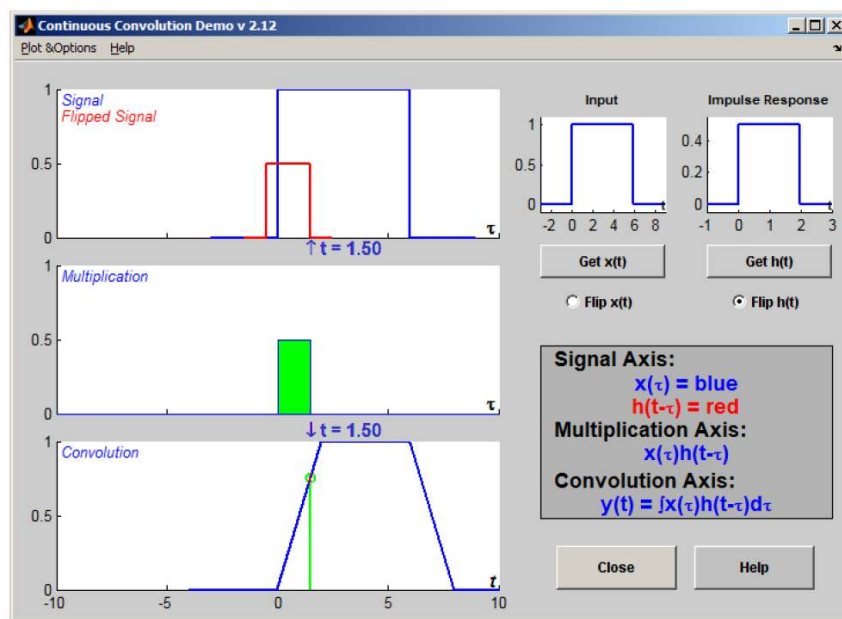 Continuous Convolution Demo v 2.12
Plot &Options Help
Signal
Flipped Signal
1
0.5
0
τ
↑ t = 1.50
Multiplication
1
0.5
0
τ
↓ t = 1.50
Convolution
1
0.5
0
t
-10 -5 0 5 10
Input
1
0.5
0
t
-2 0 2 4 6 8
Impulse Response
0.4
0.2
0
t
-1 0 1 2 3
Get x(t) Get h(t)
Flip x(t) Flip h(t)
Signal Axis:
x(τ) = blue
h(t-τ) = red
Multiplication Axis:
x(τ)h(t-τ)
Convolution Axis:
y(t) = ∫x(τ)h(t-τ)dτ
Close Help